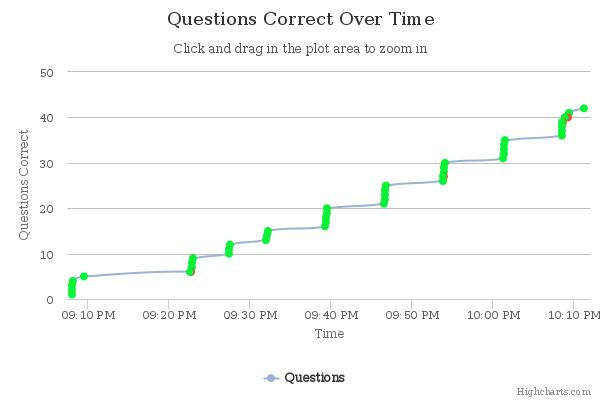 Questions Correct Over Time
Click and drag in the plot area to zoom in
Questions Correct
50
40
30
20
10
0
09:10 PM 09:20 PM 09:30 PM 09:40 PM 09:50 PM 10:00 PM 10:10 PM
Time
Questions
Highcharts.com